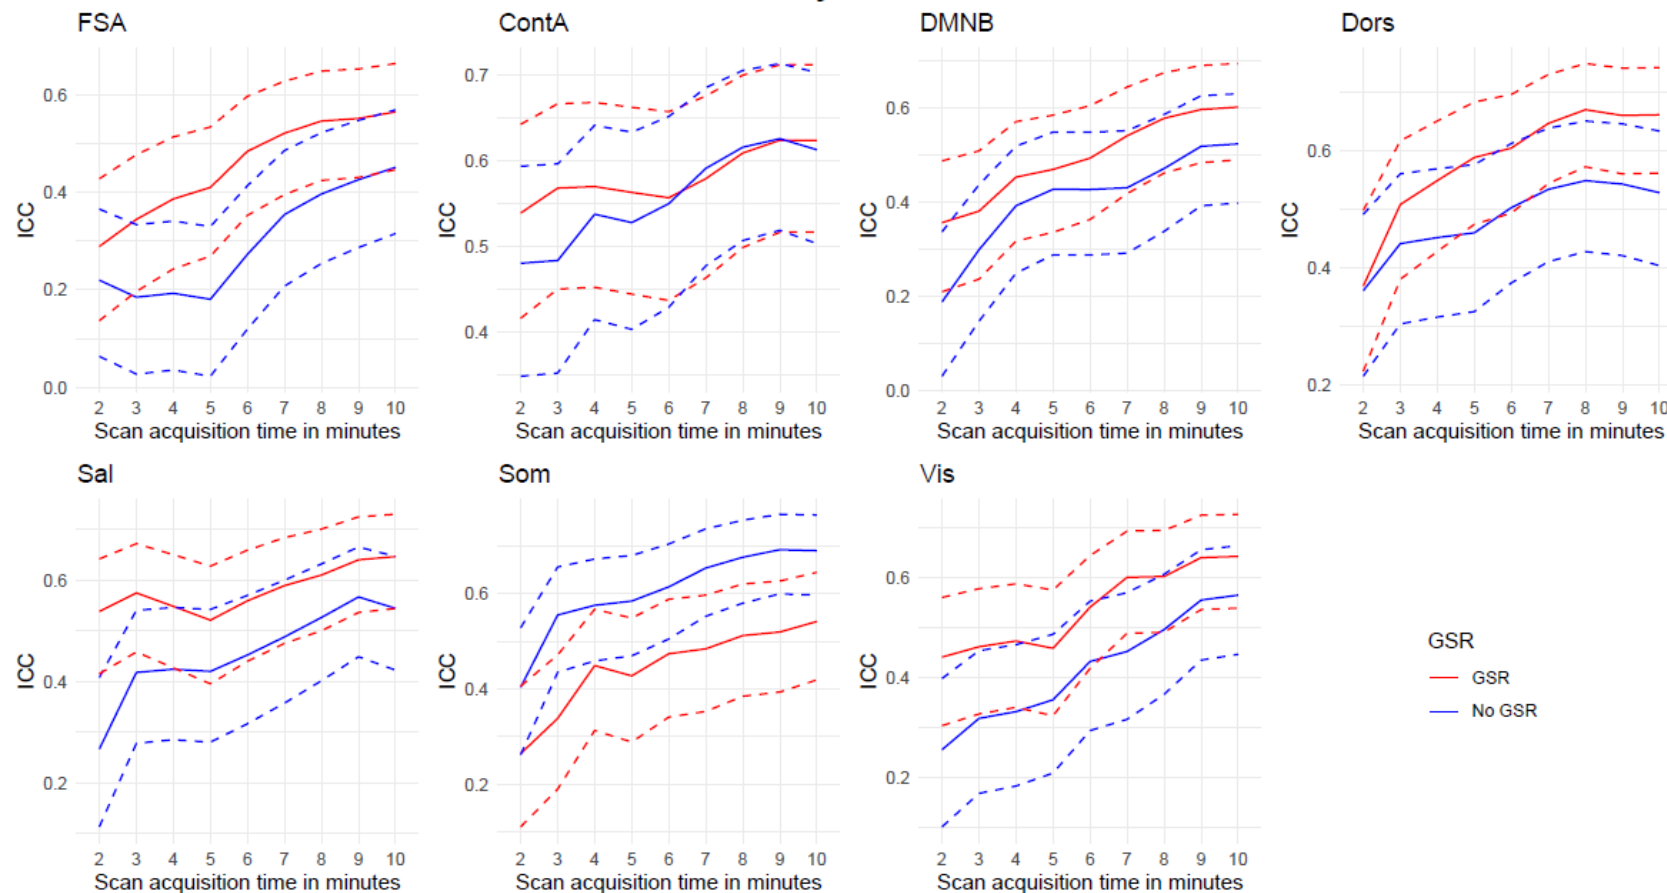 FSA
ContA
DMNB
Dors
ICC
0.6
0.4
0.2
0.0
2 3 4 5 6 7 8 9 10
Scan acquisition time in minutes
ICC
0.7
0.6
0.5
0.4
2 3 4 5 6 7 8 9 10
Scan acquisition time in minutes
ICC
0.6
0.4
0.2
0.0
2 3 4 5 6 7 8 9 10
Scan acquisition time in minutes
ICC
0.6
0.4
0.2
2 3 4 5 6 7 8 9 10
Scan acquisition time in minutes
Sal
Som
Vis
ICC
0.6
0.4
0.2
2 3 4 5 6 7 8 9 10
Scan acquisition time in minutes
ICC
0.6
0.4
0.2
2 3 4 5 6 7 8 9 10
Scan acquisition time in minutes
ICC
0.6
0.4
0.2
2 3 4 5 6 7 8 9 10
Scan acquisition time in minutes
GSR
GSR
No GSR